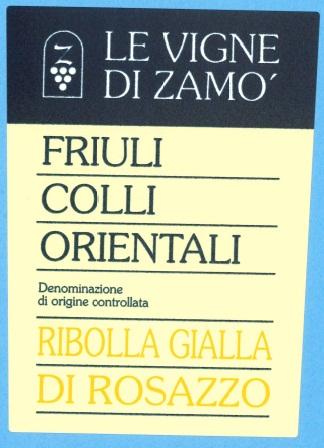 Z
LE VIGNE
DI ZAMO´
FRIULI
COLLI
ORIENTALI
Denominazione
di origine controllata
RIBOLLA GIALLA
DI ROSAZZO